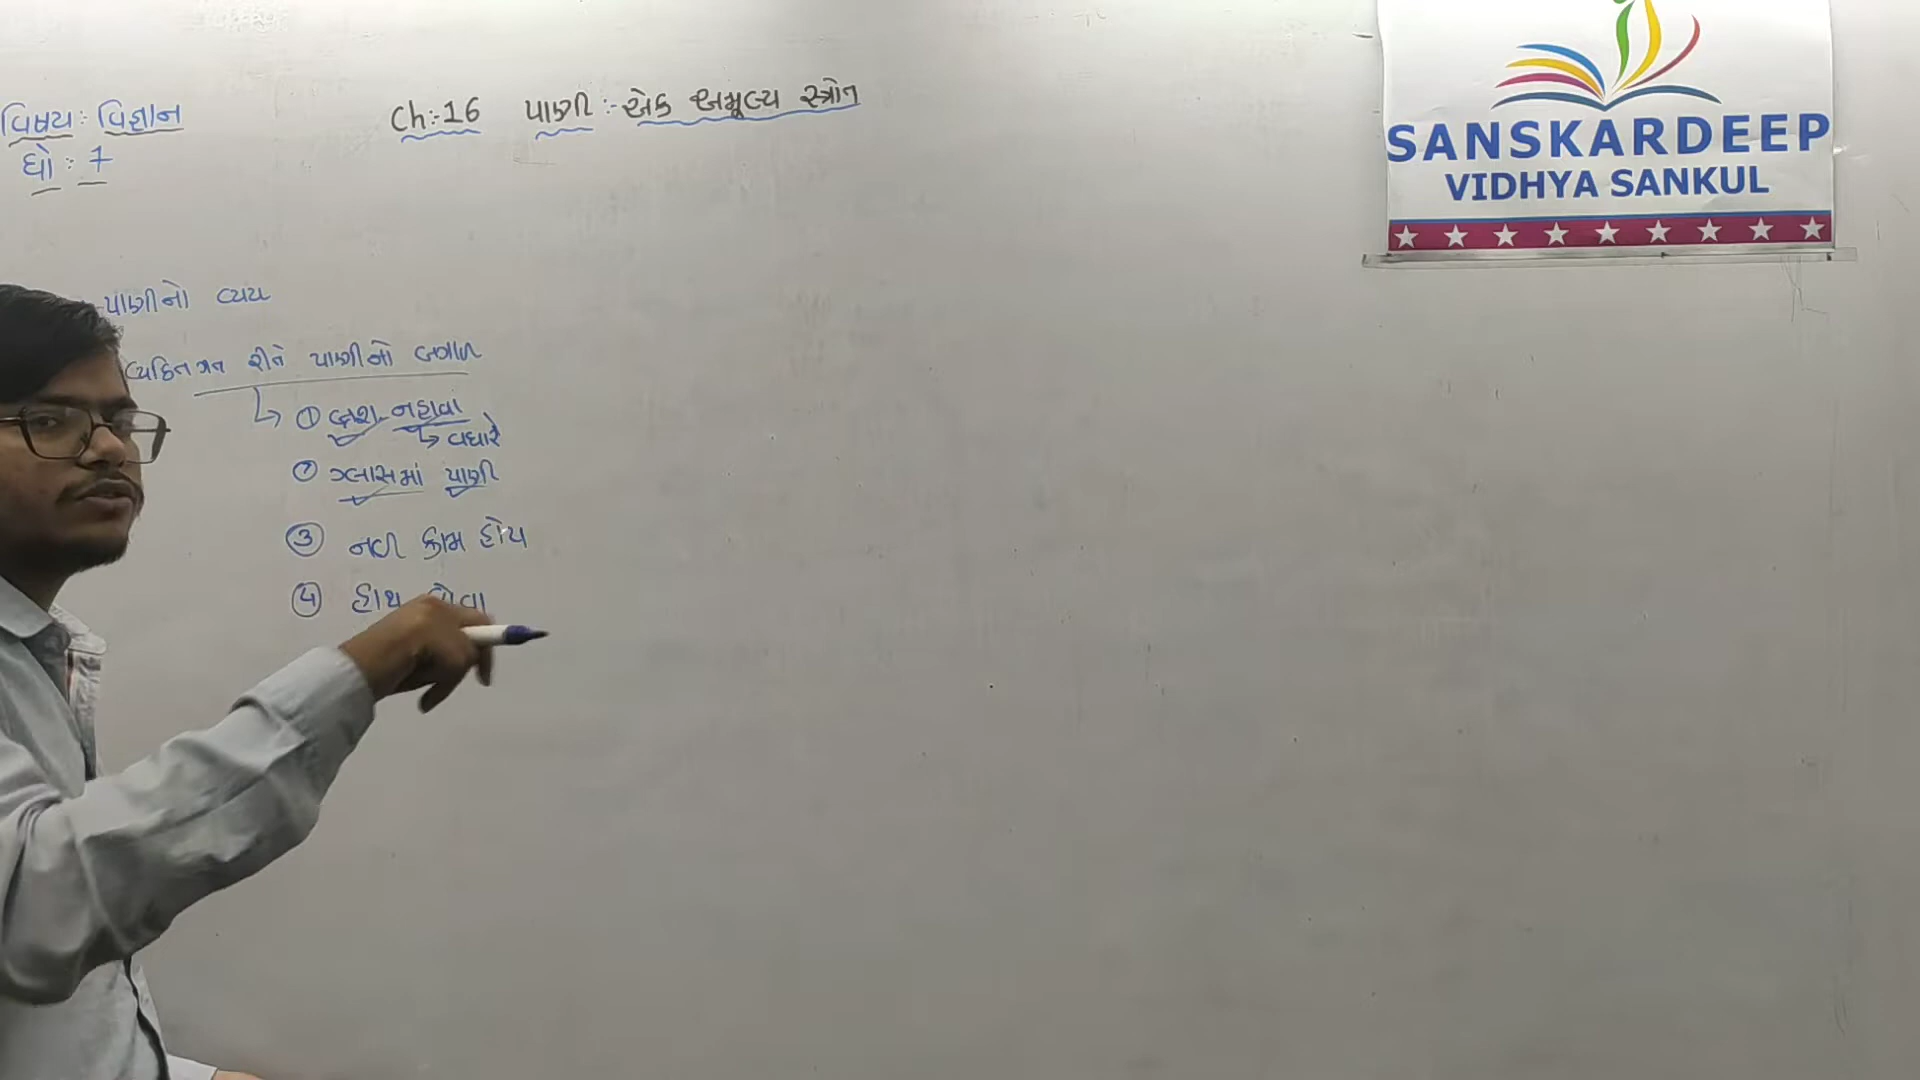 વિષય : વિજ્ઞાન
ધો : 7
Ch:-16 પાણી :- એક અમૂલ્ય સ્ત્રોત
SANSKARDEEP
VIDHYA SANKUL
પાણીનો વ્યય
વ્યકિતગત રીતે પાણીનો બગાળ
→ ① બ્રશ, નહાવા
→ વધારે
② ગ્લાસમાં પાણી
③ નળ કામ હોય
④ હાથ ધોવા